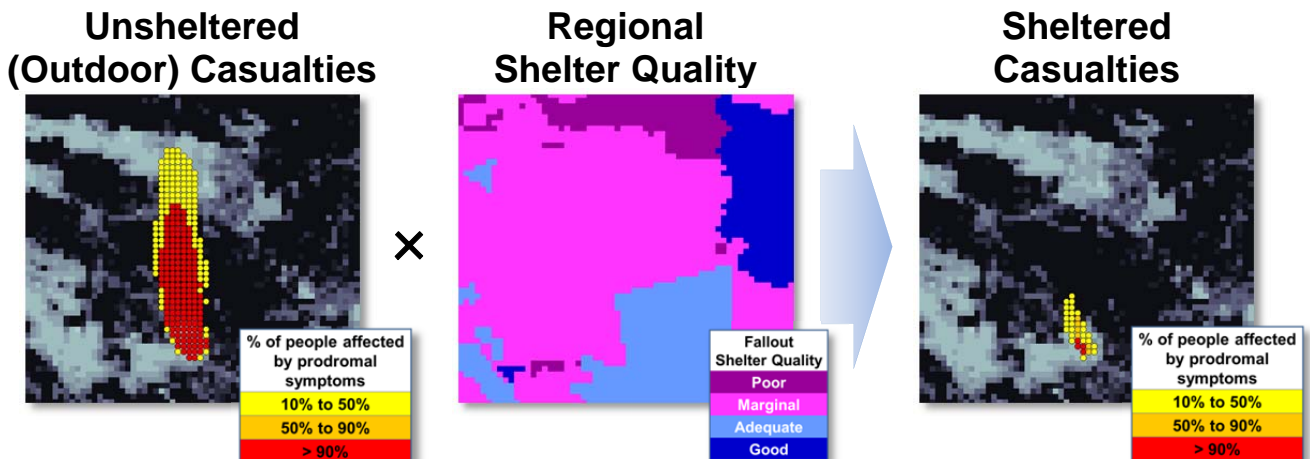 Unsheltered
(Outdoor) Casualties
Regional
Shelter Quality
Sheltered
Casualties
×
% of people affected
by prodromal
symptoms
10% to 50%
50% to 90%
> 90%
Fallout
Shelter Quality
Poor
Marginal
Adequate
Good
% of people affected
by prodromal
symptoms
10% to 50%
50% to 90%
> 90%